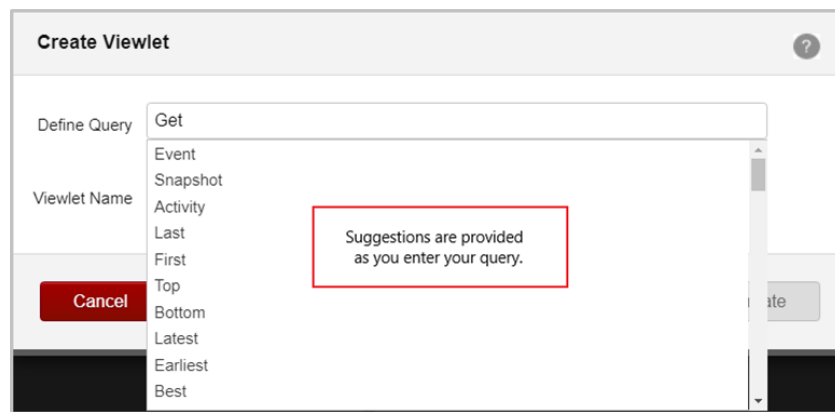 Create Viewlet
?
Define Query
Get
Event
Snapshot
Viewlet Name
Activity
Last
First
Top
Bottom
Latest
Earliest
Best
Suggestions are provided
as you enter your query.
Cancel